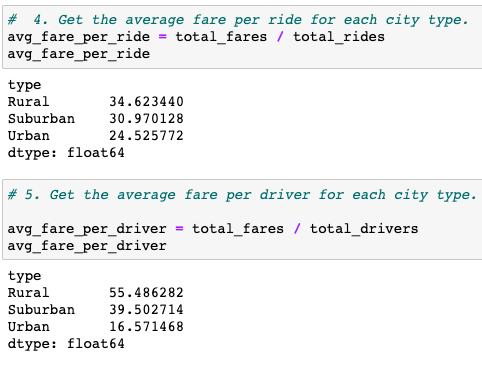 #  4. Get the average fare per ride for each city type.
avg_fare_per_ride = total_fares / total_rides
avg_fare_per_ride
type
Rural       34.623440
Suburban    30.970128
Urban       24.525772
dtype: float64
# 5. Get the average fare per driver for each city type.
avg_fare_per_driver = total_fares / total_drivers
avg_fare_per_driver
type
Rural       55.486282
Suburban    39.502714
Urban       16.571468
dtype: float64